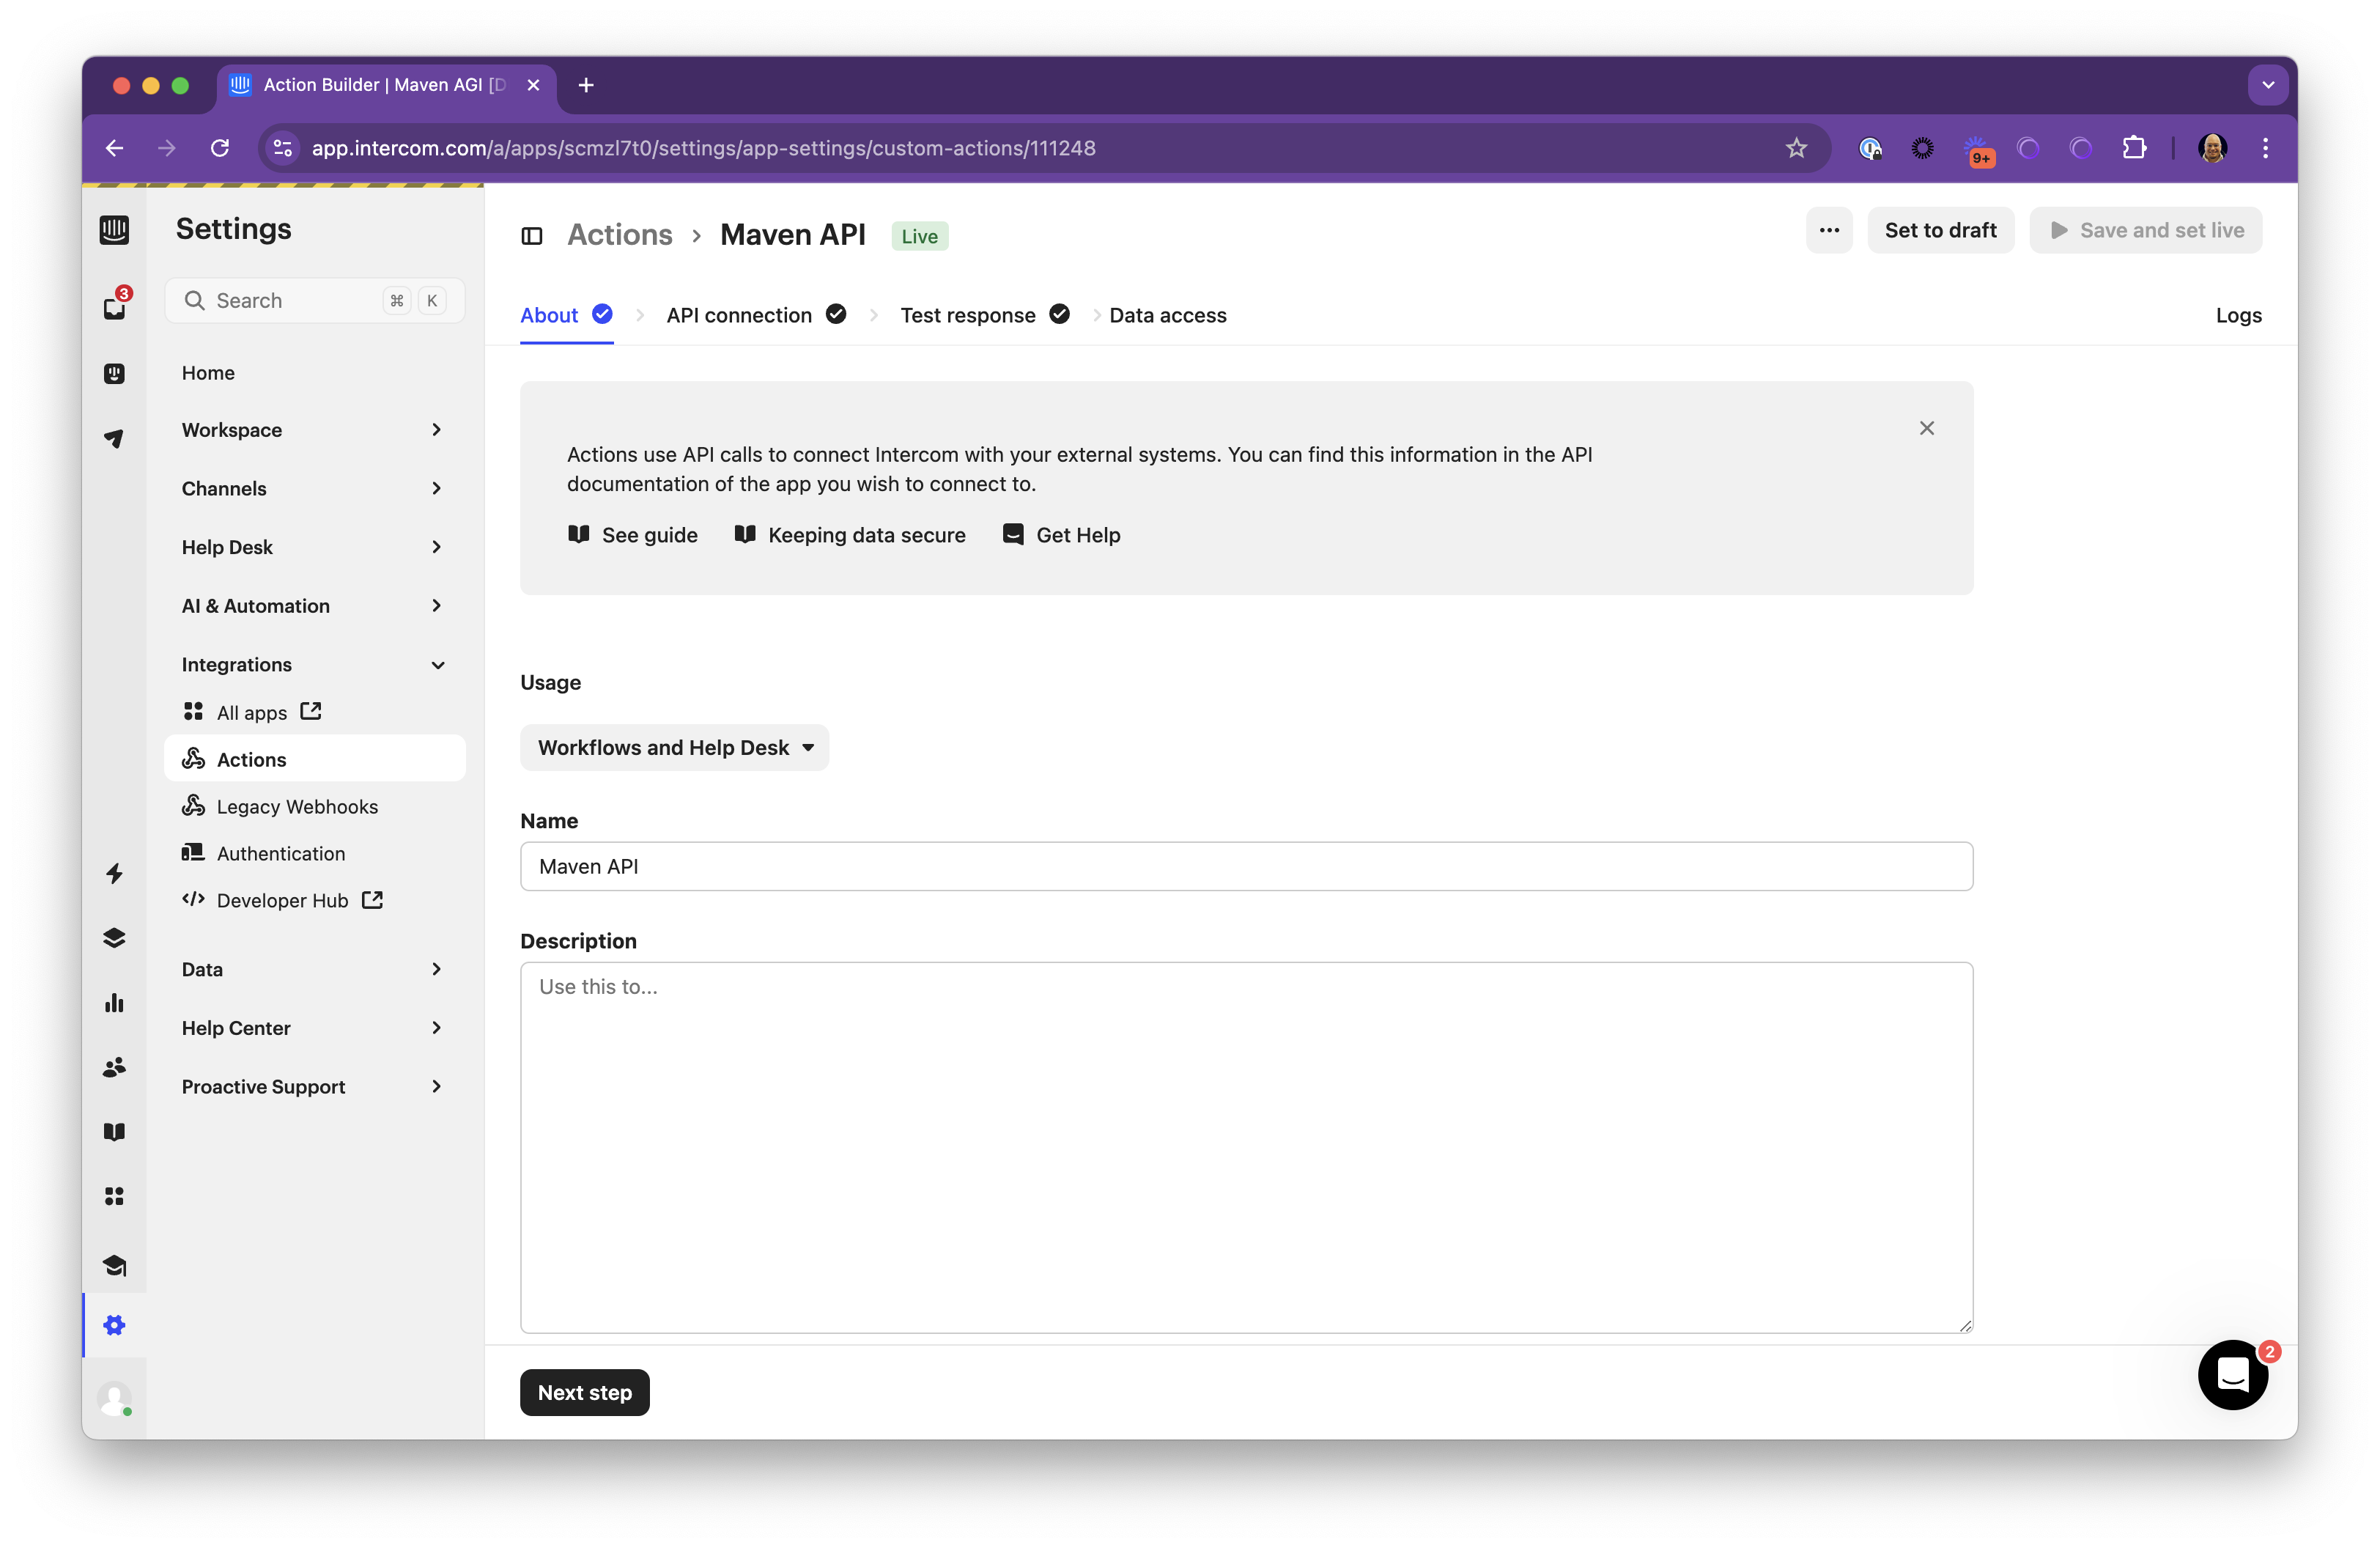 Action Builder | Maven AGI [D
app.intercom.com/a/apps/scmzl7t0/settings/app-settings/custom-actions/111248
9+
Settings
Actions
Maven API
Live
Set to draft
Save and set live
3
Search
⌘ K
About
API connection
Test response
Data access
Logs
Home
Workspace
Channels
Help Desk
AI & Automation
Integrations
All apps
Actions
Legacy Webhooks
Authentication
Developer Hub
Data
Help Center
Proactive Support
Actions use API calls to connect Intercom with your external systems. You can find this information in the API
documentation of the app you wish to connect to.
See guide
Keeping data secure
Get Help
Usage
Workflows and Help Desk
Name
Maven API
Description
Use this to...
Next step
2